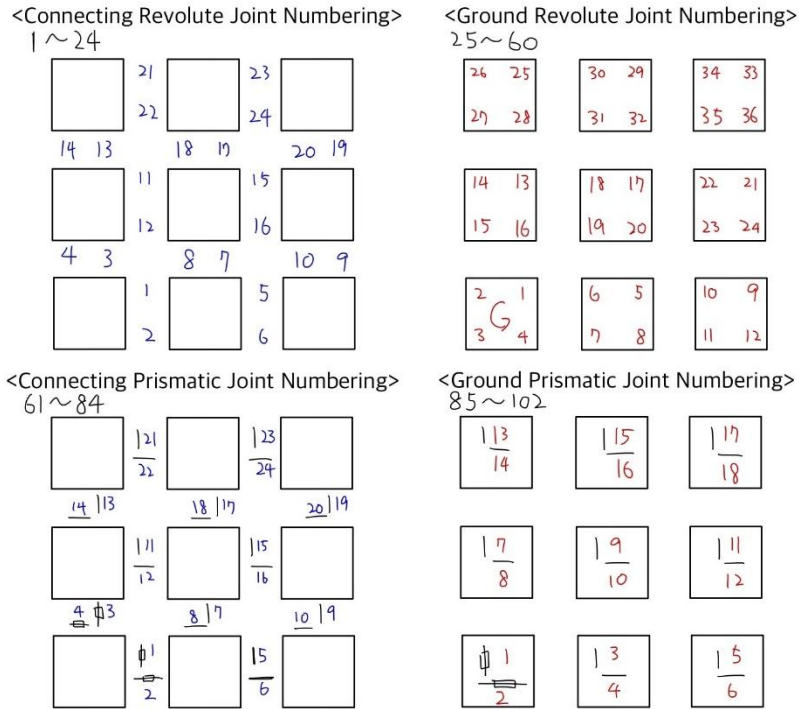 <Connecting Revolute Joint Numbering>
1~24
21 23
22 24
14 13 18 17 20 19
11 15
12 16
4 3 8 7 10 9
1 5
2 6
<Ground Revolute Joint Numbering>
25~60
26 25 30 29 34 33
27 28 31 32 35 36
14 13 18 17 22 21
15 16 19 20 23 24
2 1 6 5 10 9
G
3 4 7 8 11 12
<Connecting Prismatic Joint Numbering>
61~84
21 23
22 24
14 13 18 17 20 19
11 15
12 16
4 3 8 7 10 9
1 5
2 6
<Ground Prismatic Joint Numbering>
85~102
13 15 17
14 16 18
7 9 11
8 10 12
1 3 5
2 4 6